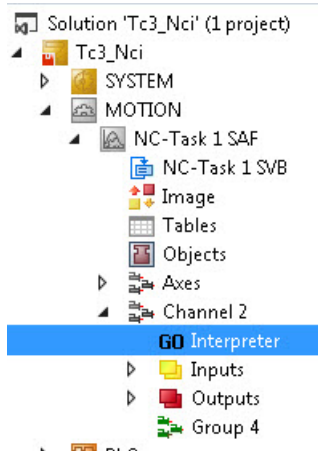 Solution 'Tc3_Nci' (1 project)
Tc3_Nci
SYSTEM
MOTION
NC-Task 1 SAF
NC-Task 1 SVB
Image
Tables
Objects
Axes
Channel 2
GO Interpreter
Inputs
Outputs
Group 4